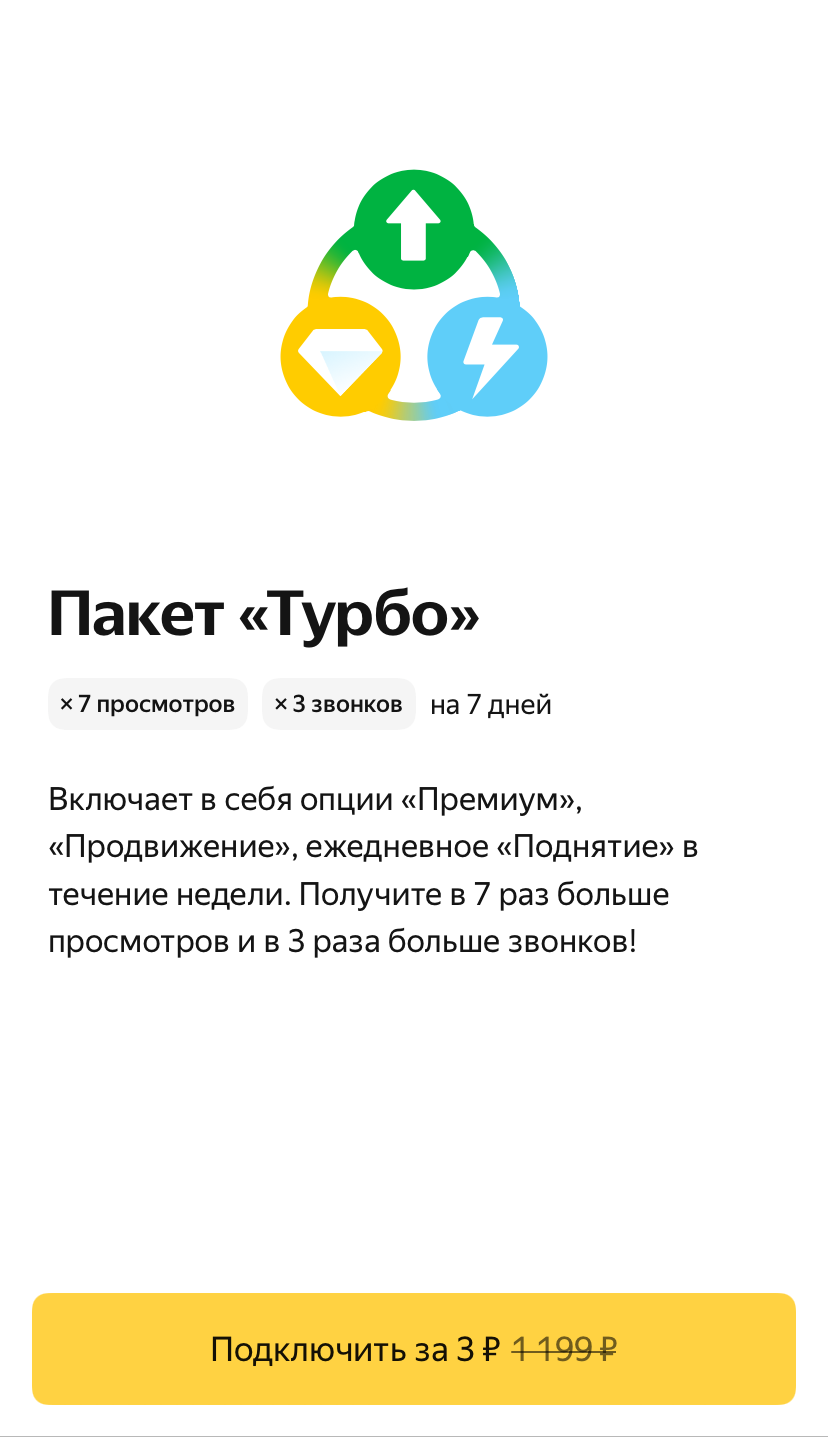 Пакет «Турбо»
× 7 просмотров × 3 звонков на 7 дней
Включает в себя опции «Премиум»,
«Продвижение», ежедневное «Поднятие» в
течение недели. Получите в 7 раз больше
просмотров и в 3 раза больше звонков!
Подключить за 3 ₽ 1 199 ₽